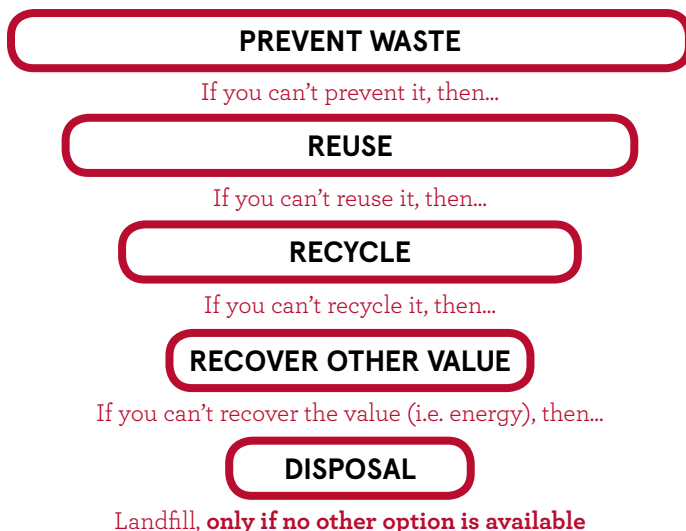 PREVENT WASTE
If you can’t prevent it, then...
REUSE
If you can’t reuse it, then...
RECYCLE
If you can’t recycle it, then...
RECOVER OTHER VALUE
If you can’t recover the value (i.e. energy), then...
DISPOSAL
Landfill, only if no other option is available